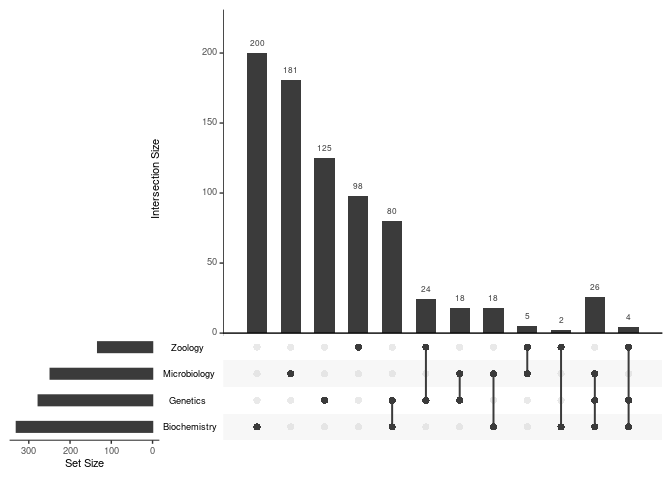 200
200
181
150
125
98
100
80
50
24
18
18
26
5
2
4
0
Intersection Size
Zoology
Microbiology
Genetics
Biochemistry
300 200 100 0
Set Size